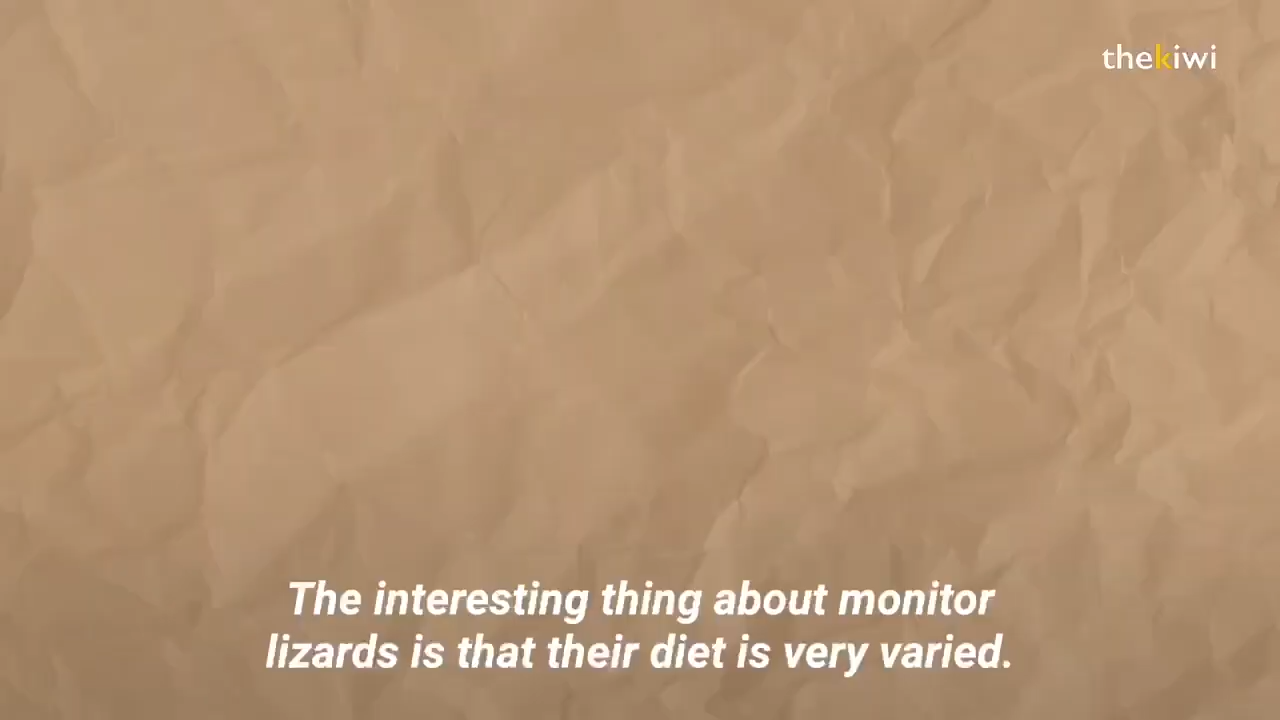 thekiwi
The interesting thing about monitor
lizards is that their diet is very varied.